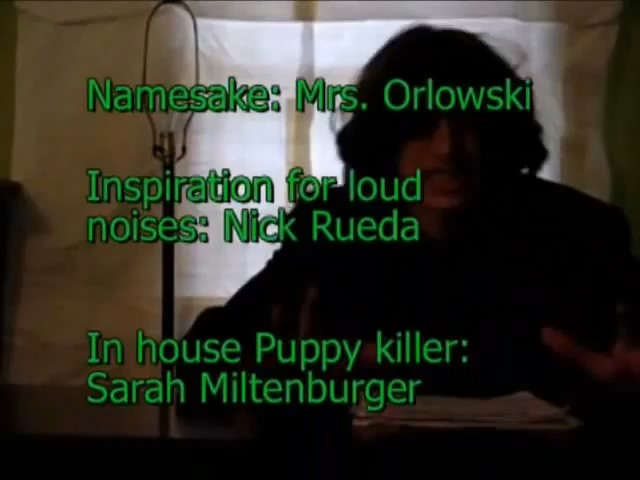 Namesake: Mrs. Orlowski
Inspiration for loud
noises: Nick Rueda
In house Puppy killer:
Sarah Miltenburger